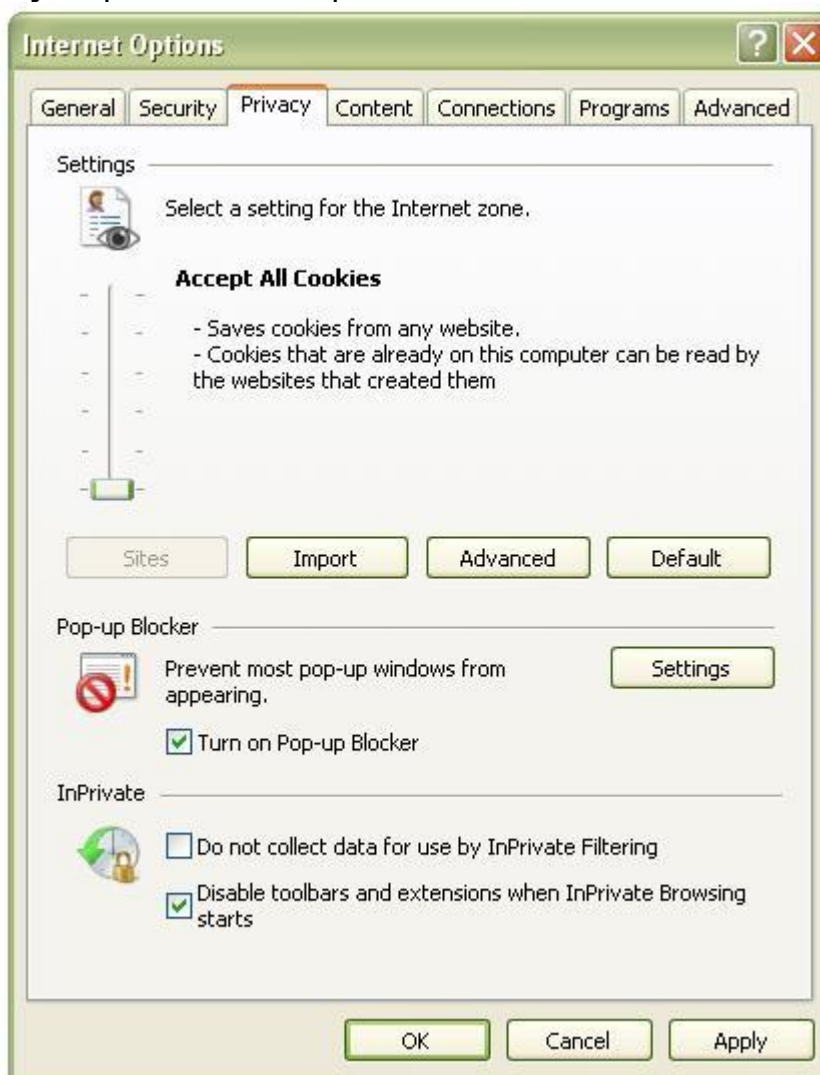 Internet Options
General Security Privacy Content Connections Programs Advanced
Settings
Select a setting for the Internet zone.
Accept All Cookies
- Saves cookies from any website.
- Cookies that are already on this computer can be read by
the websites that created them
Sites Import Advanced Default
Pop-up Blocker
Prevent most pop-up windows from
appearing.
Settings
Turn on Pop-up Blocker
InPrivate
Do not collect data for use by InPrivate Filtering
Disable toolbars and extensions when InPrivate Browsing
starts
OK Cancel Apply